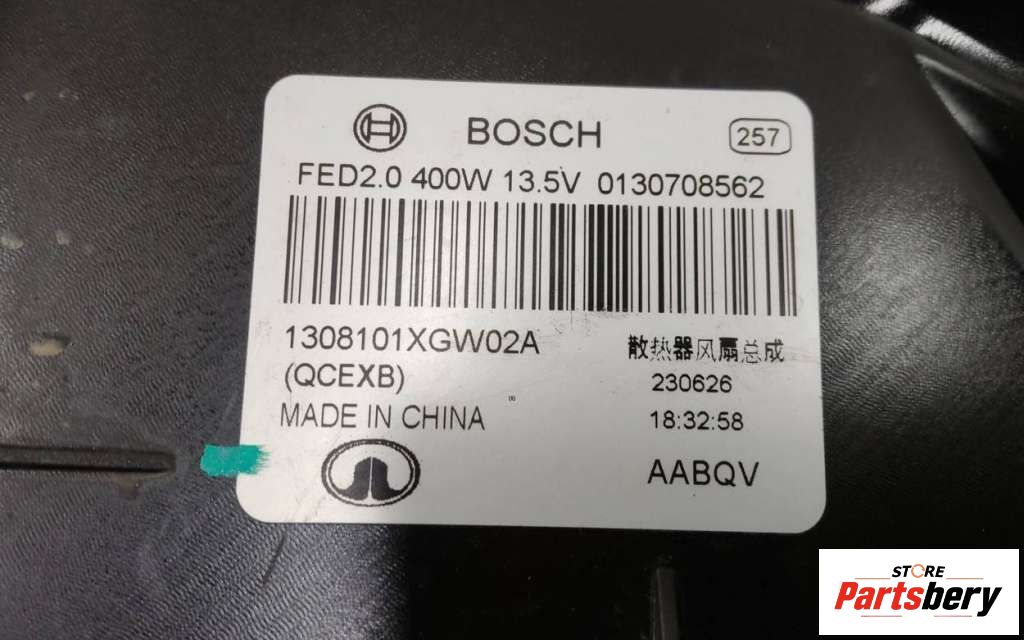 BOSCH
257
FED2.0 400W 13.5V 0130708562
1308101XGW02A
散热器风扇总成
(QCEXB)
230626
MADE IN CHINA
18:32:58
AABQV
STORE
Partsbery